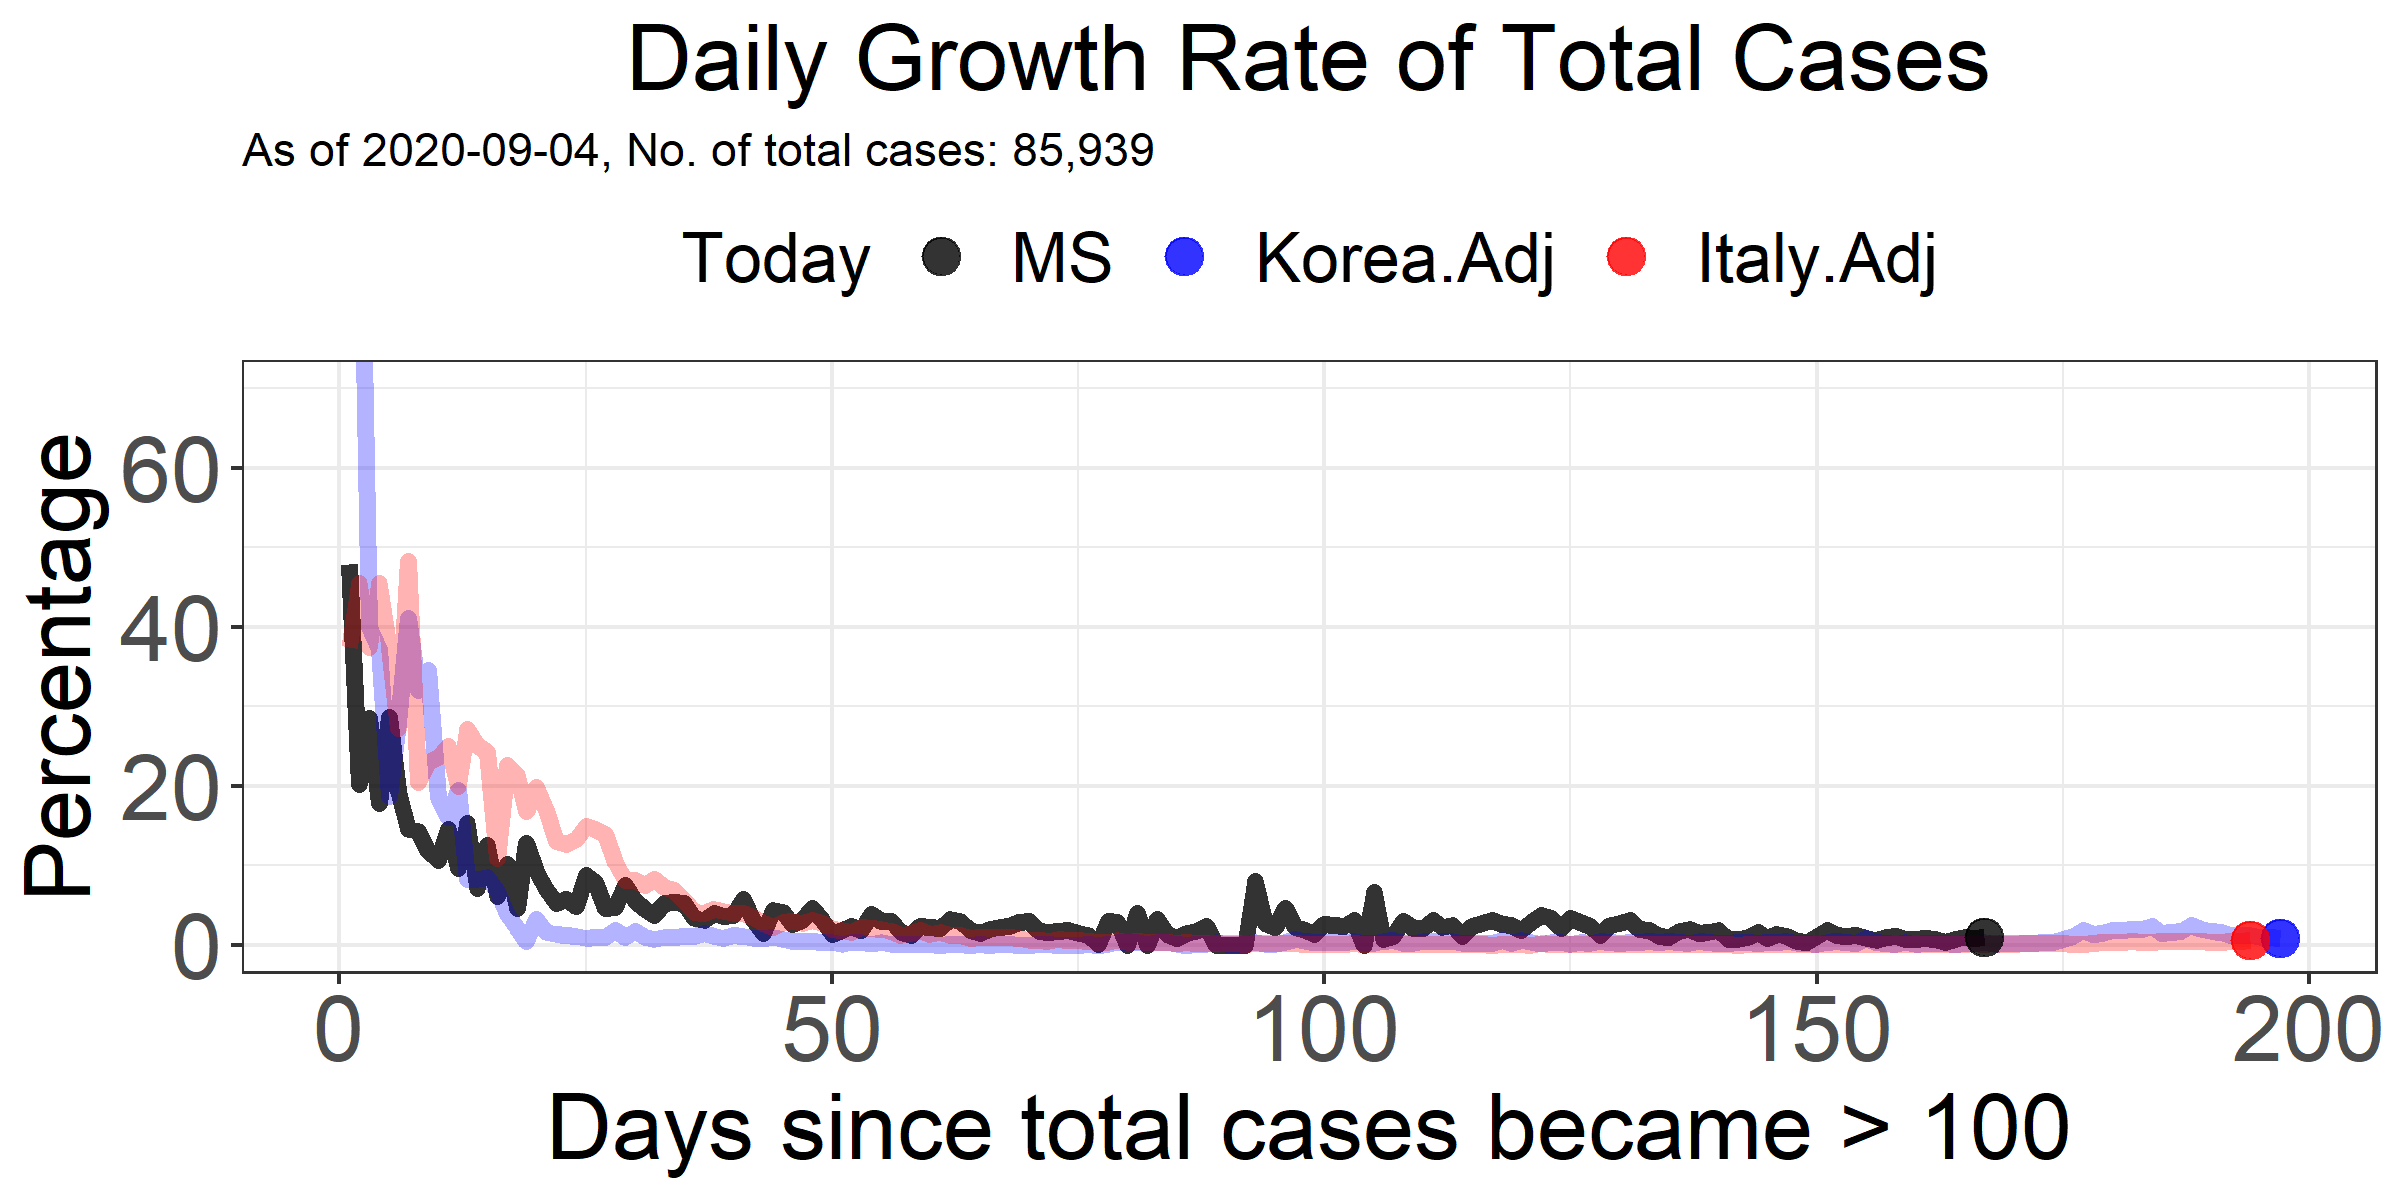 Daily Growth Rate of Total Cases
As of 2020-09-04, No. of total cases: 85,939
Today MS Korea.Adj Italy.Adj
Percentage
60
40
20
0
0 50 100 150 200
Days since total cases became > 100